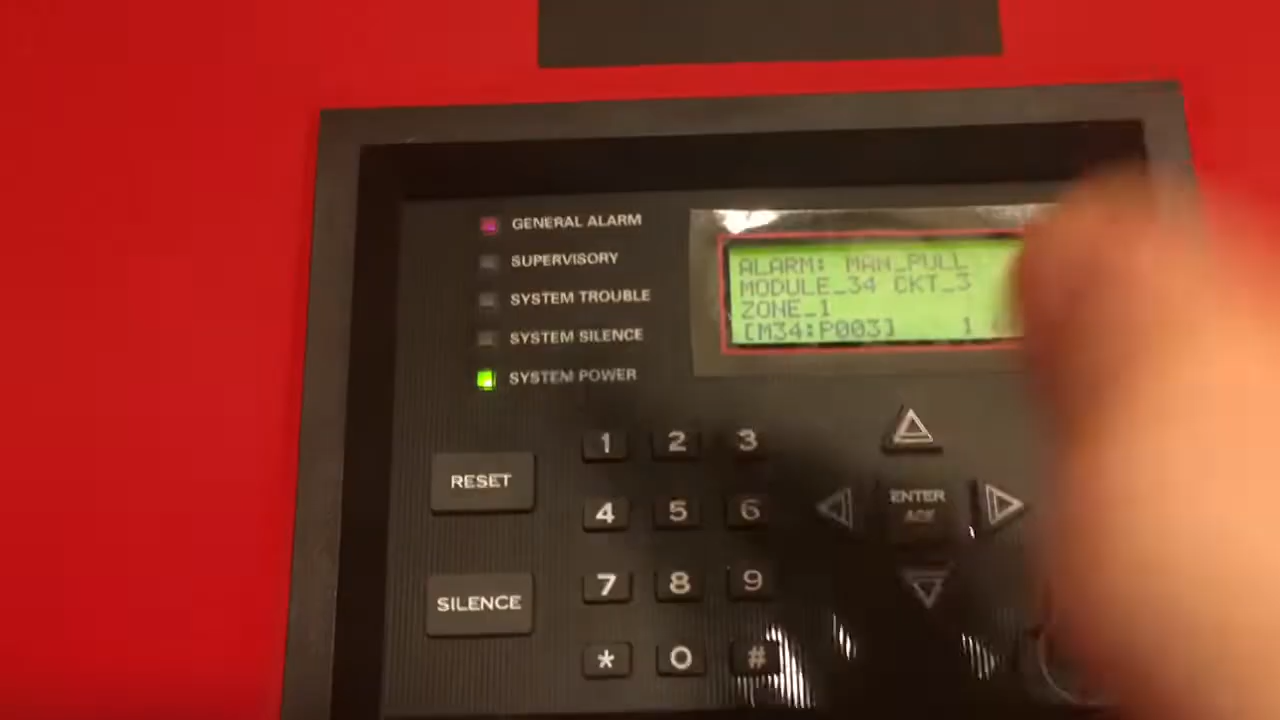 GENERAL ALARM
SUPERVISORY
SYSTEM TROUBLE
SYSTEM SILENCE
SYSTEM POWER
ALARM: MAN_PULL
MODULE_34 CKT_3
ZONE_1
[M34:P003] 1
RESET
SILENCE
1 2 3
4 5 6
7 8 9
* 0 #
ENTER
ACK